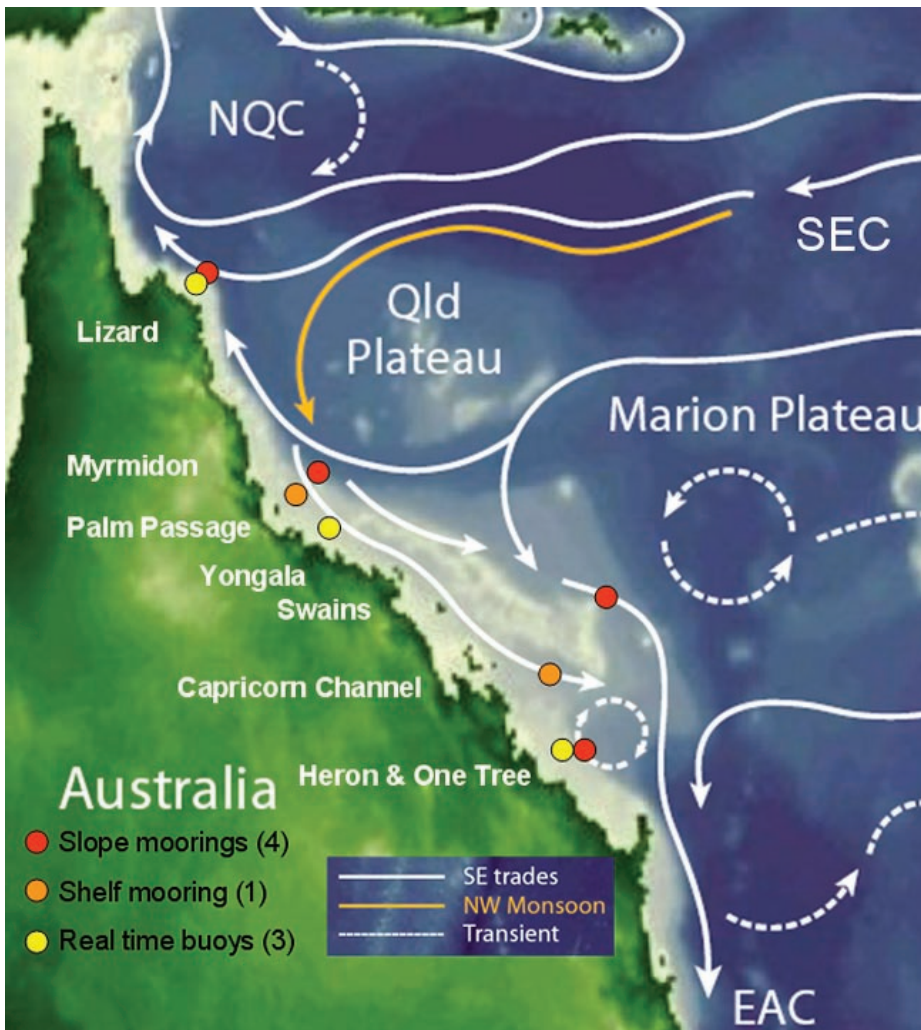 NQC
SEC
Qld
Plateau
Lizard
Marion Plateau
Myrmidon
Palm Passage
Yongala
Swains
Capricorn Channel
Heron & One Tree
Australia
Slope moorings (4)
Shelf mooring (1)
Real time buoys (3)
SE trades
NW Monsoon
Transient
EAC